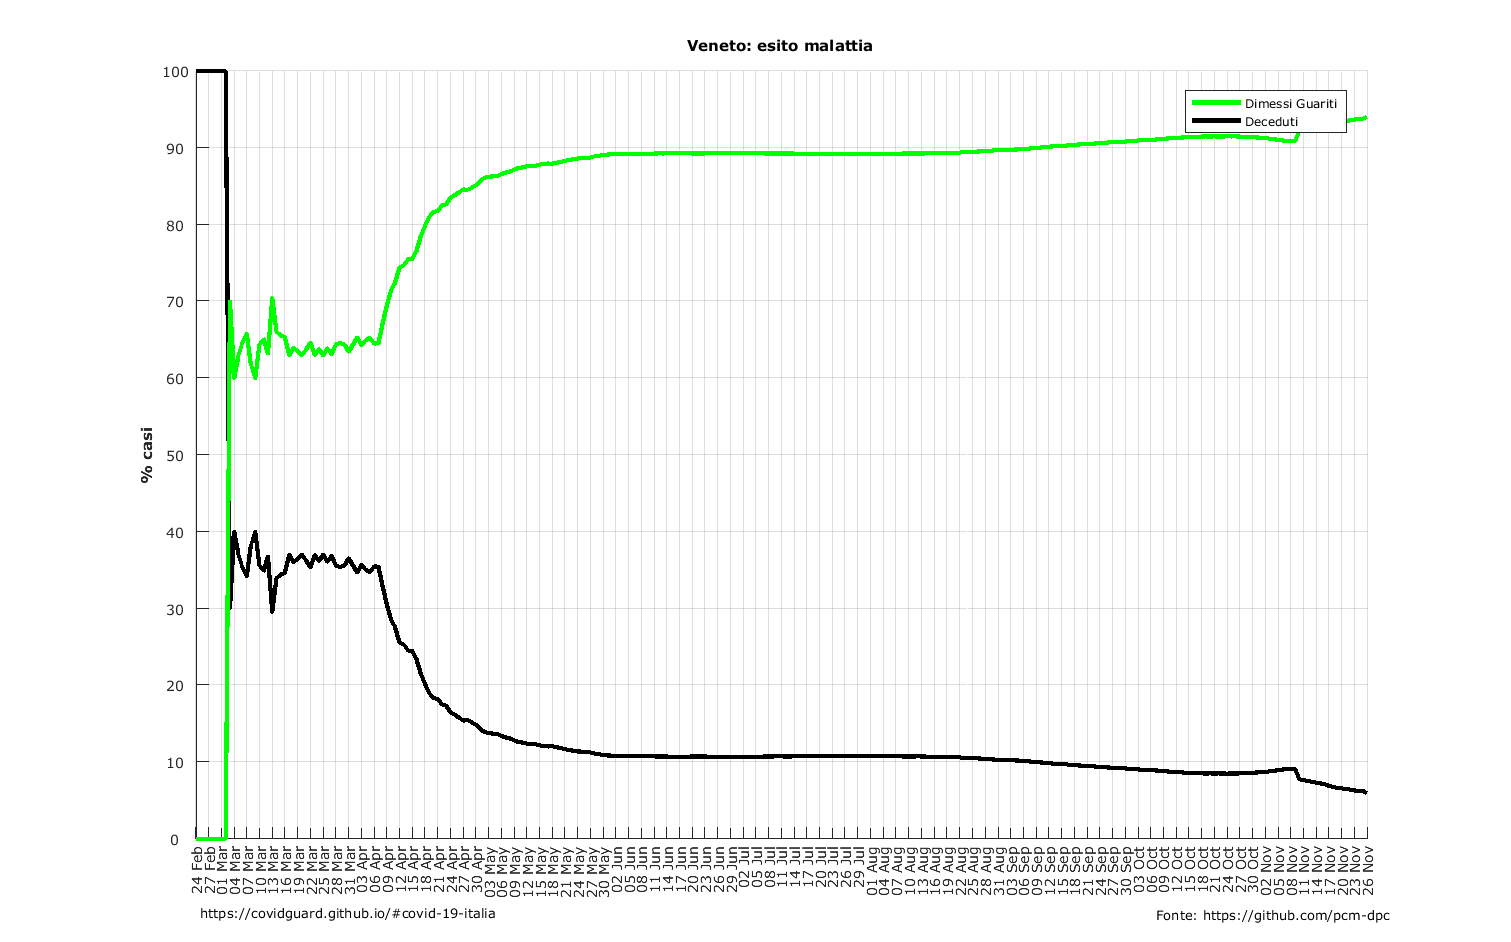 Veneto: esito malattia
Dimessi Guariti
Deceduti
% casi
100
90
80
70
60
50
40
30
20
10
0
24 Feb
27 Feb
01 Mar
04 Mar
07 Mar
10 Mar
13 Mar
16 Mar
19 Mar
22 Mar
25 Mar
28 Mar
31 Mar
03 Apr
06 Apr
09 Apr
12 Apr
15 Apr
18 Apr
21 Apr
24 Apr
27 Apr
30 Apr
03 May
06 May
09 May
12 May
15 May
18 May
21 May
24 May
27 May
30 May
02 Jun
05 Jun
08 Jun
11 Jun
14 Jun
17 Jun
20 Jun
23 Jun
26 Jun
29 Jun
02 Jul
05 Jul
08 Jul
11 Jul
14 Jul
17 Jul
20 Jul
23 Jul
26 Jul
29 Jul
01 Aug
04 Aug
07 Aug
10 Aug
13 Aug
16 Aug
19 Aug
22 Aug
25 Aug
28 Aug
31 Aug
03 Sep
06 Sep
09 Sep
12 Sep
15 Sep
18 Sep
21 Sep
24 Sep
27 Sep
30 Sep
03 Oct
06 Oct
09 Oct
12 Oct
15 Oct
18 Oct
21 Oct
24 Oct
27 Oct
30 Oct
02 Nov
05 Nov
08 Nov
11 Nov
14 Nov
17 Nov
20 Nov
23 Nov
26 Nov
https://covidguard.github.io/#covid-19-italia
Fonte: https://github.com/pcm-dpc